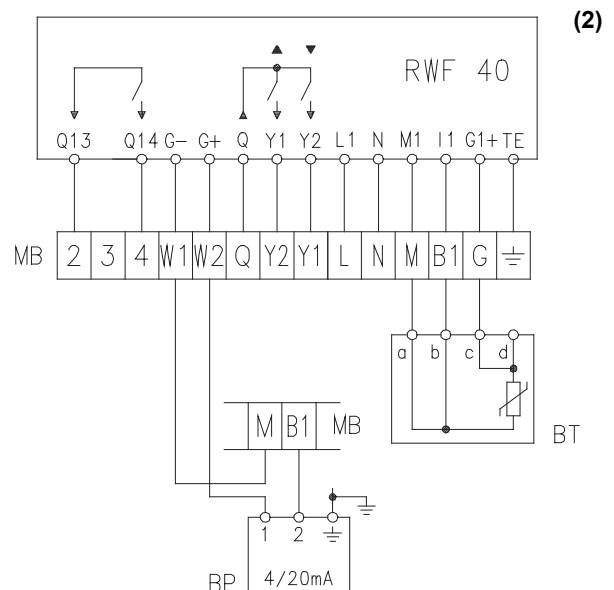 (2)
RWF 40
Q13 Q14 G- G+ Q Y1 Y2 L1 N M1 I1 G1+ TE
MB 2 3 4 W1 W2 Q Y2 Y1 L N M B1 G
a b c d
BT
M B1 MB
1 2
BP 4/20mA